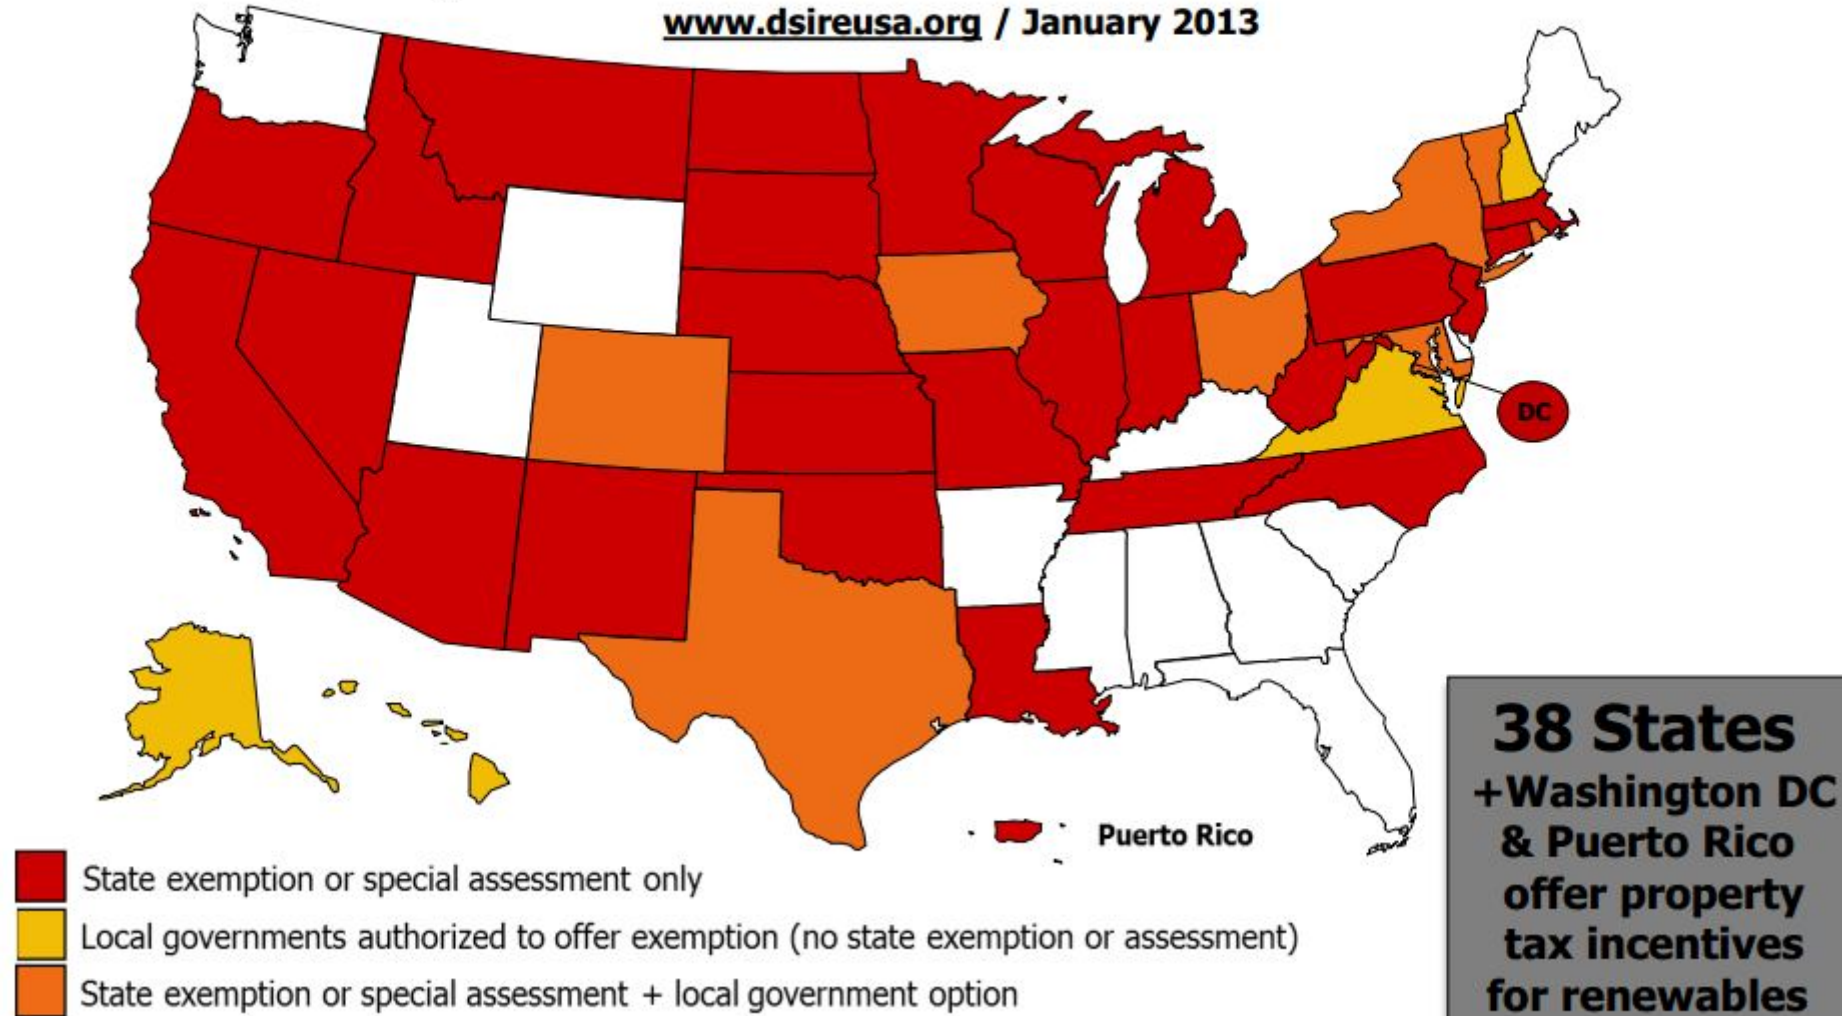 www.dsireusa.org / January 2013
DC
Puerto Rico
38 States
+Washington DC
& Puerto Rico
offer property
tax incentives
for renewables
State exemption or special assessment only
Local governments authorized to offer exemption (no state exemption or assessment)
State exemption or special assessment + local government option